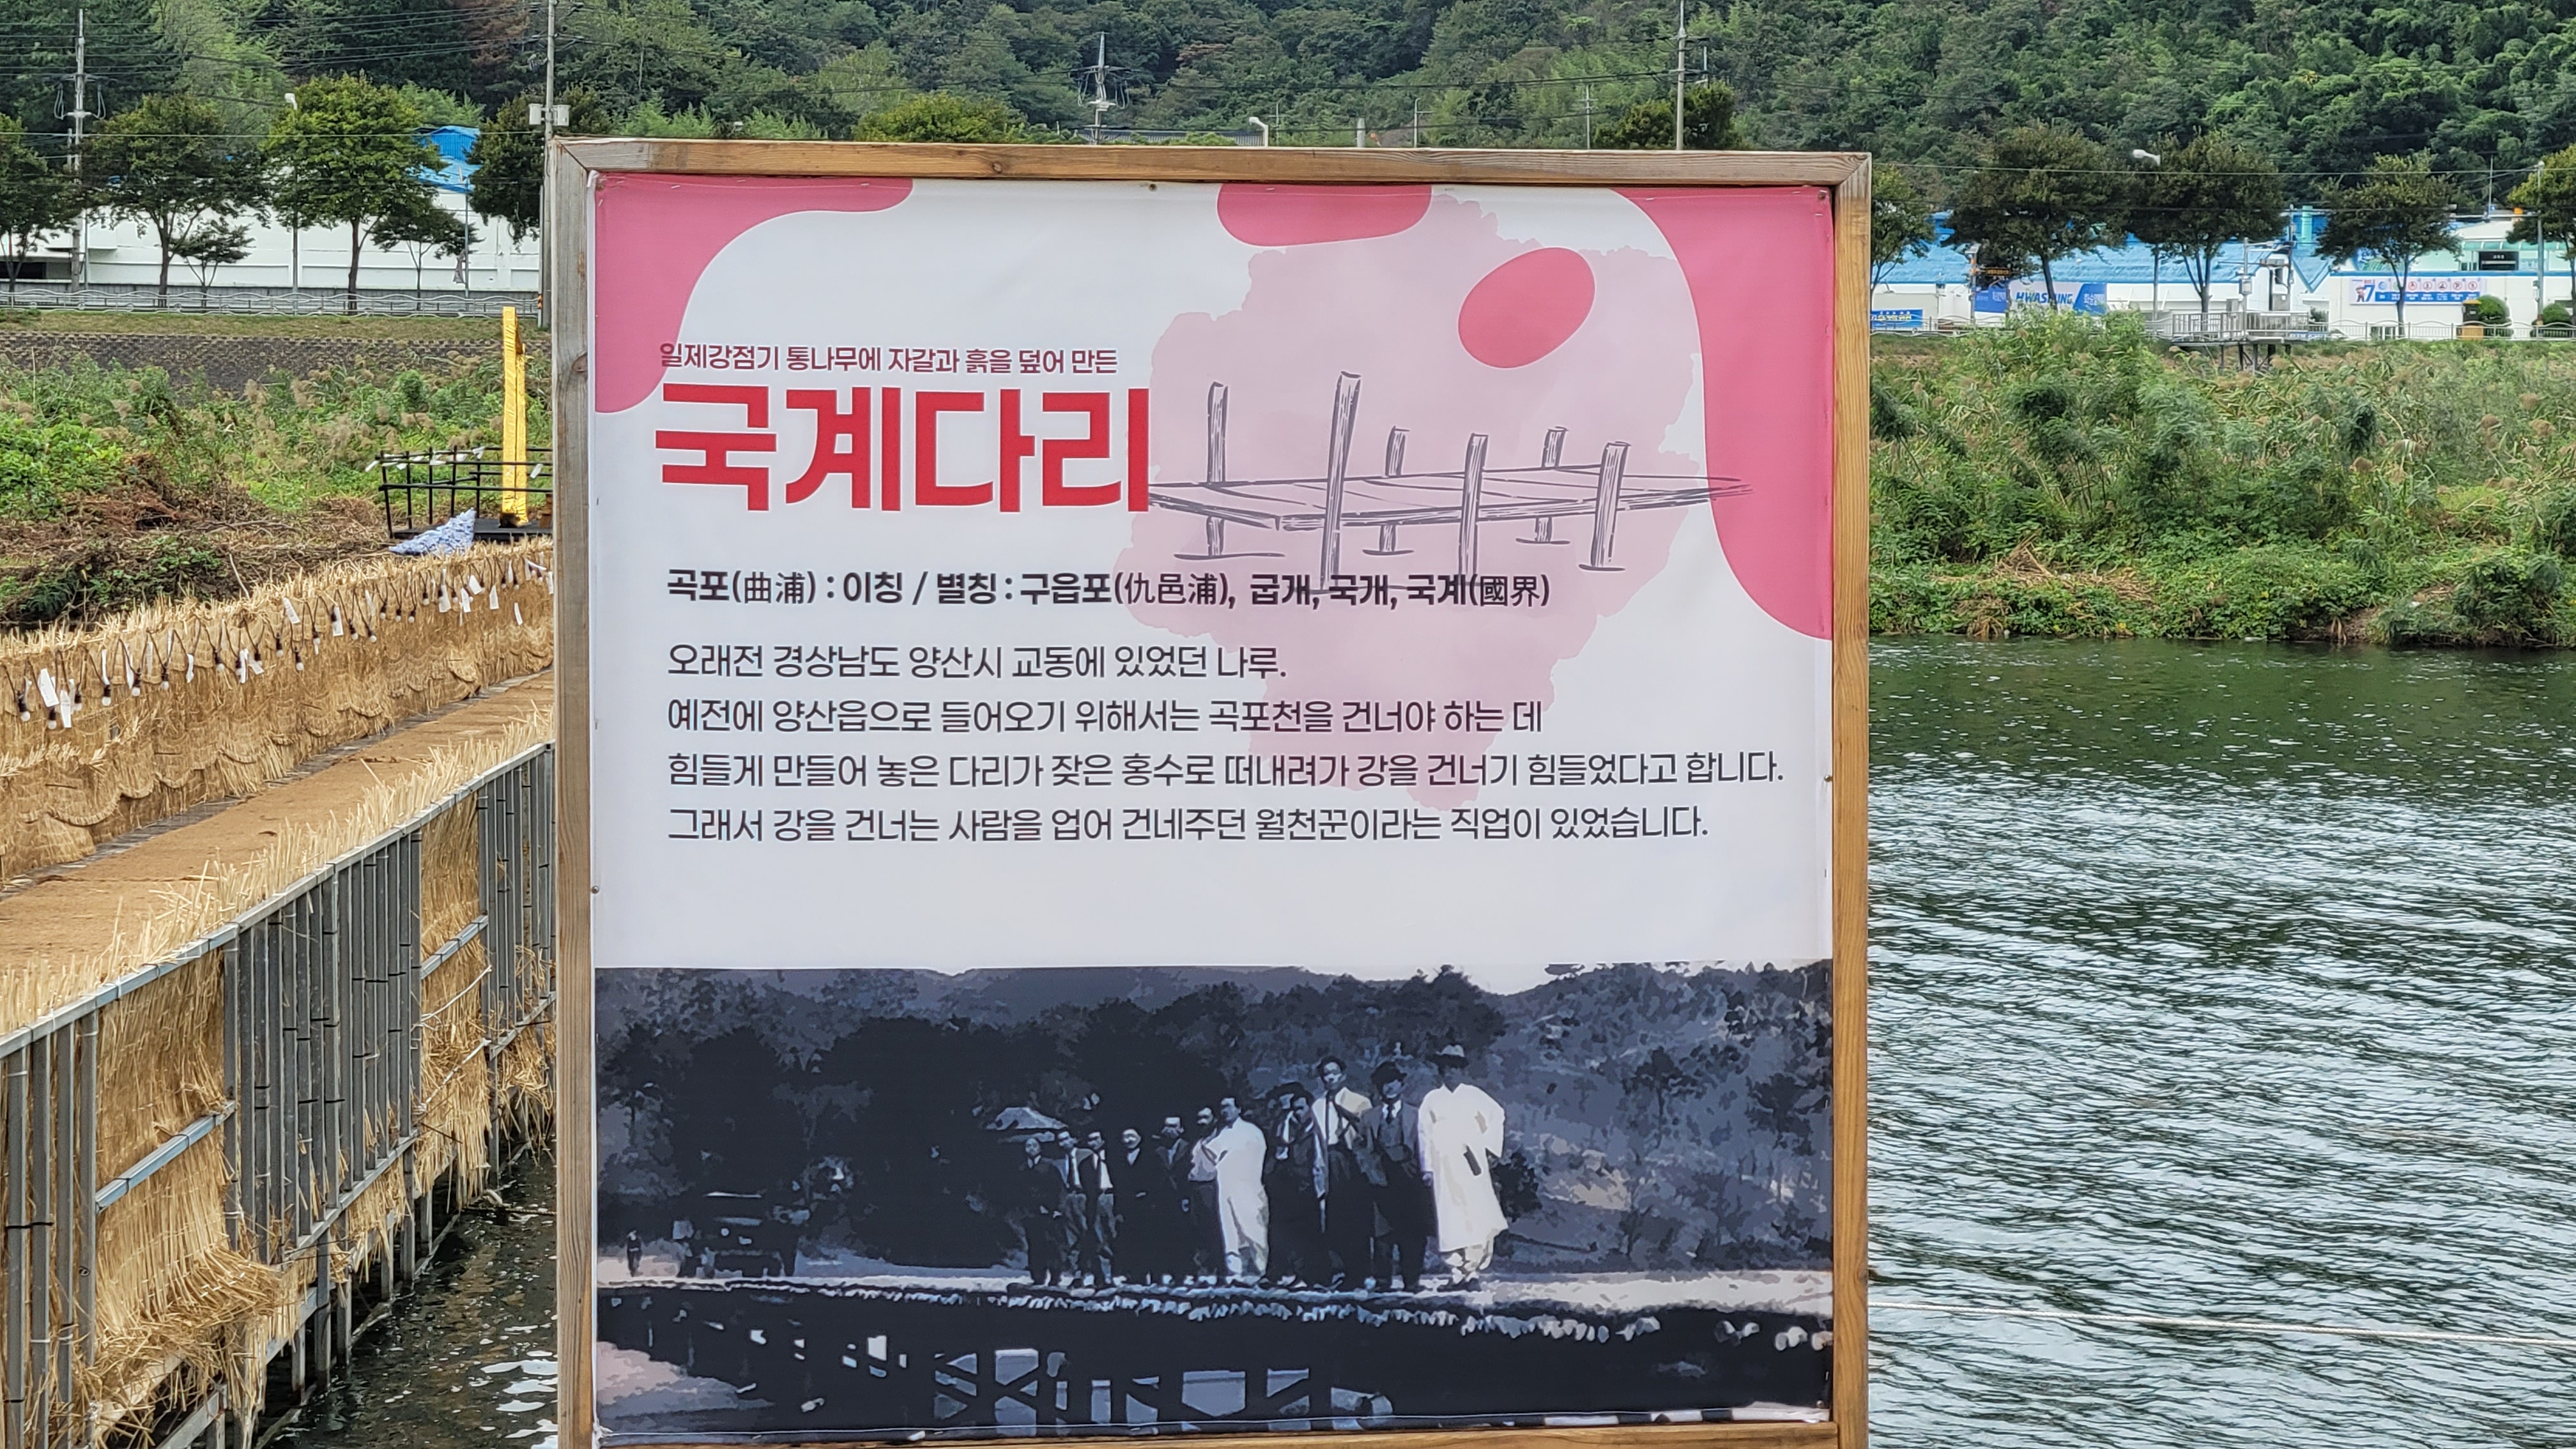 일제강점기 통나무에 자갈과 흙을 덮어 만든
국계다리
곡포(曲浦) : 이칭 / 별칭 : 구읍포(仇邑浦), 굽개, 국개, 국계(國界)
오래전 경상남도 양산시 교동에 있었던 나루.
예전에 양산읍으로 들어오기 위해서는 곡포천을 건너야 하는 데
힘들게 만들어 놓은 다리가 잦은 홍수로 떠내려가 강을 건너기 힘들었다고 합니다.
그래서 강을 건너는 사람을 업어 건네주던 월천꾼이라는 직업이 있었습니다.